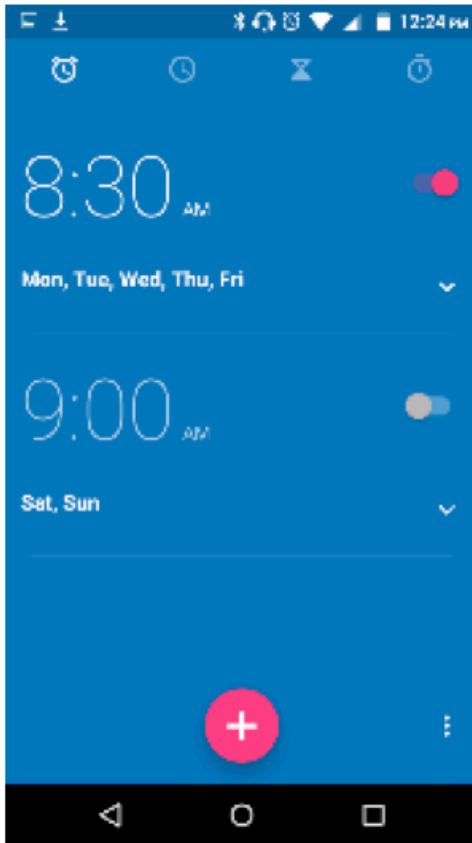 12:24 PM
8:30 AM
Mon, Tue, Wed, Thu, Fri
9:00 AM
Sat, Sun